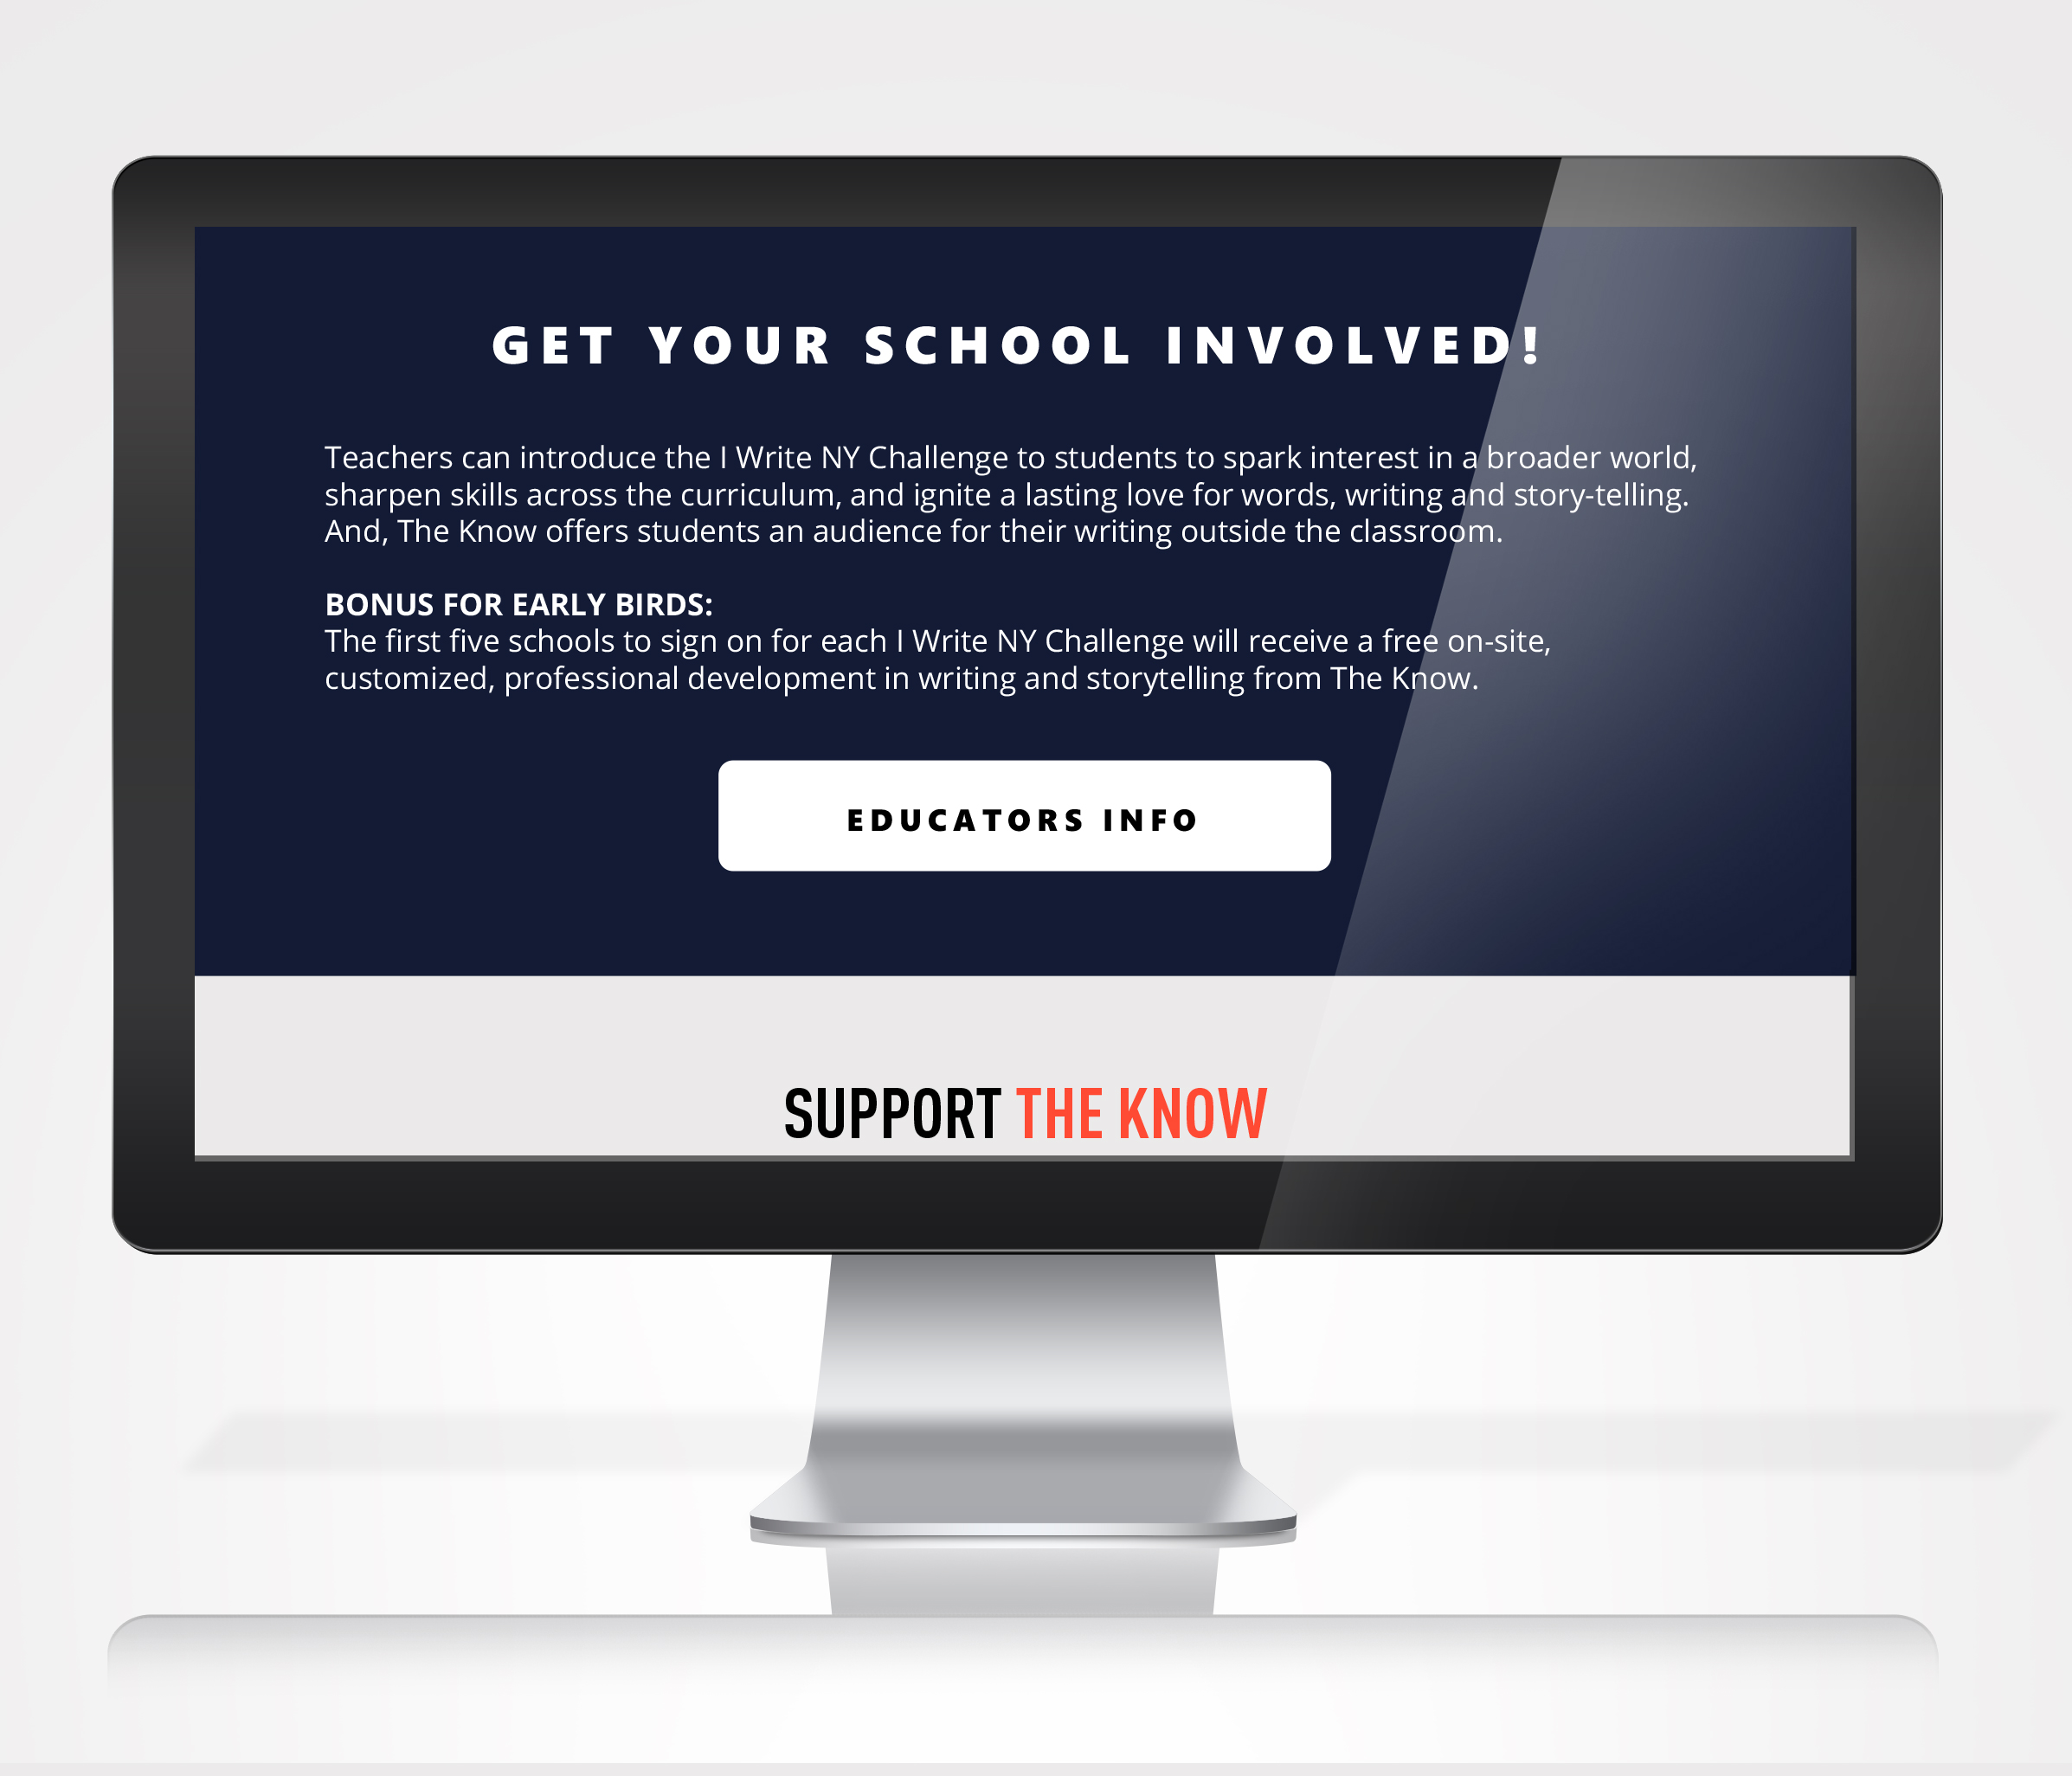 GET YOUR SCHOOL INVOLVED!
Teachers can introduce the I Write NY Challenge to students to spark interest in a broader world,
sharpen skills across the curriculum, and ignite a lasting love for words, writing and story-telling.
And, The Know offers students an audience for their writing outside the classroom.
BONUS FOR EARLY BIRDS:
The first five schools to sign on for each I Write NY Challenge will receive a free on-site,
customized, professional development in writing and storytelling from The Know.
EDUCATORS INFO
SUPPORT THE KNOW